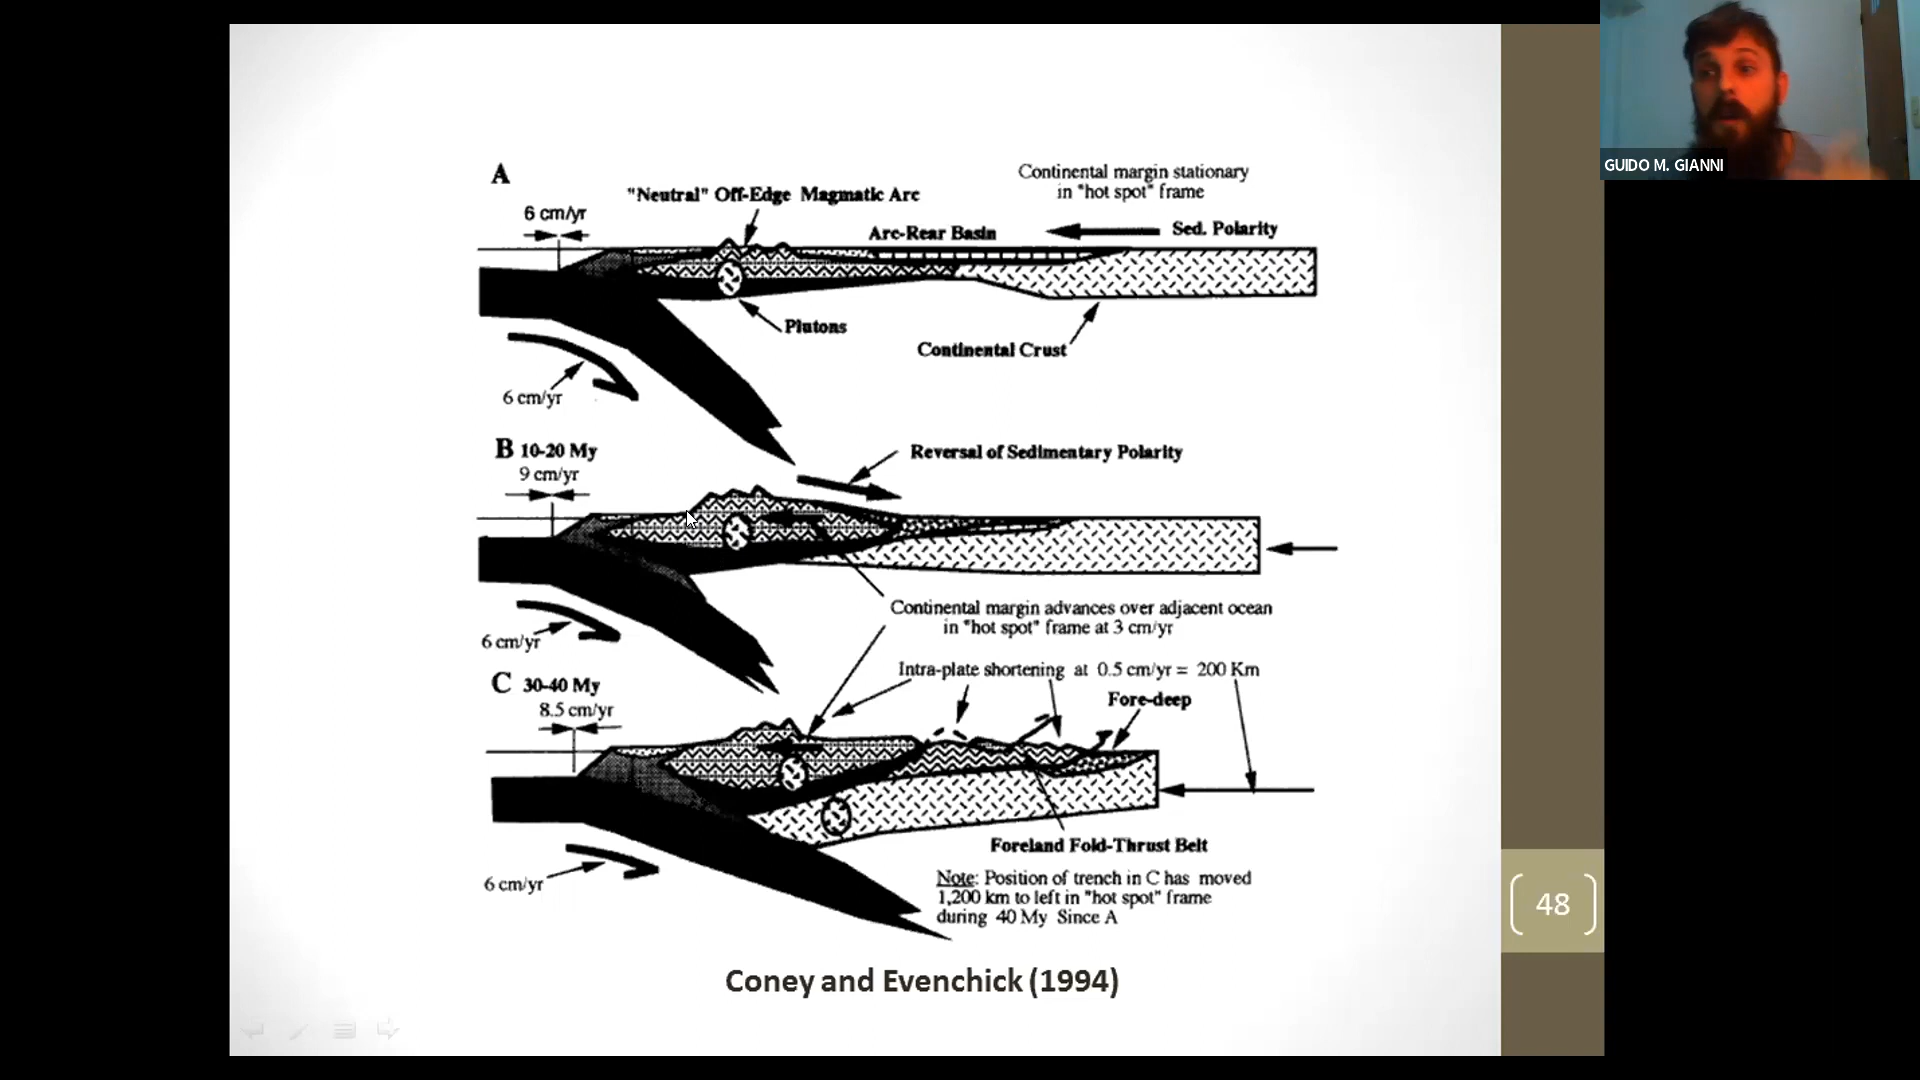 A
"Neutral" Off-Edge Magmatic Arc
Continental margin stationary
in "hot spot" frame
6 cm/yr
Arc-Rear Basin
Sed. Polarity
Plutons
Continental Crust
6 cm/yr
B 10-20 My
9 cm/yr
Reversal of Sedimentary Polarity
6 cm/yr
Continental margin advances over adjacent ocean
in "hot spot" frame at 3 cm/yr
C 30-40 My
8.5 cm/yr
Intra-plate shortening at 0.5 cm/yr = 200 Km
Fore-deep
6 cm/yr
Foreland Fold-Thrust Belt
Note: Position of trench in C has moved
1,200 km to left in "hot spot" frame
during 40 My Since A
Coney and Evenchick (1994)
48
GUIDO M. GIANNI